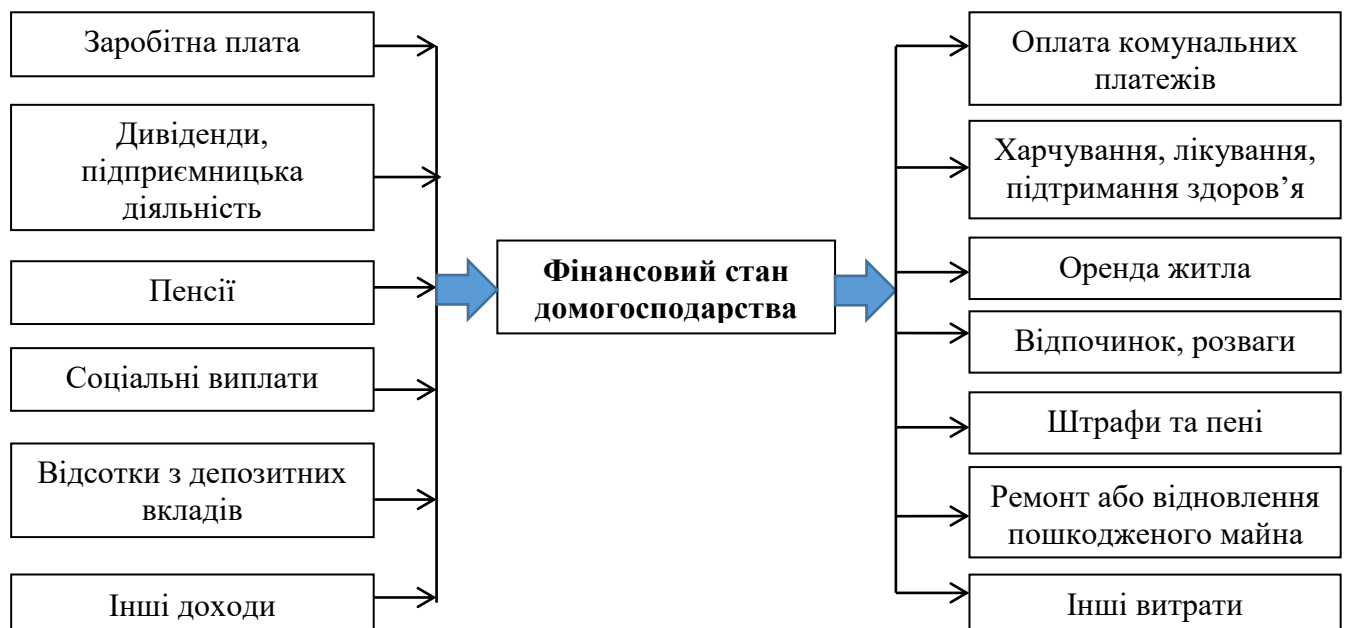 Заробітна плата
Дивіденди,
підприємницька
діяльність
Пенсії
Соціальні виплати
Відсотки з депозитних
вкладів
Інші доходи
Фінансовий стан
домогосподарства
Оплата комунальних
платежів
Харчування, лікування,
підтримання здоров’я
Оренда житла
Відпочинок, розваги
Штрафи та пені
Ремонт або відновлення
пошкодженого майна
Інші витрати